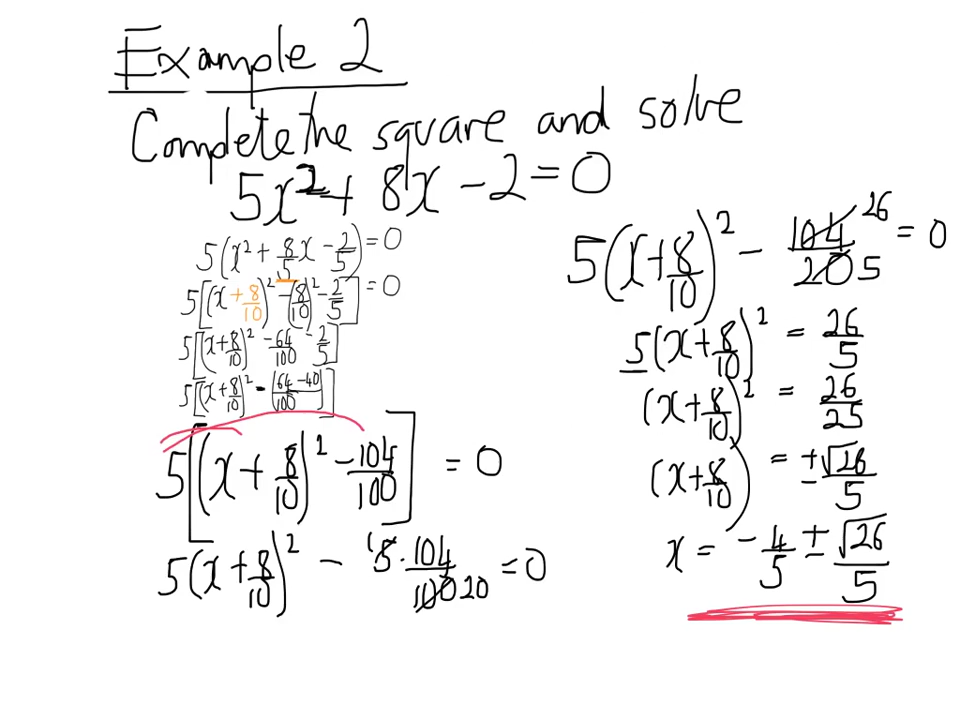 Example 2
Complete the square and solve
5x² + 8x - 2 = 0
5(x² + 8/5 x - 2/5) = 0
5[(x + 8/10)² - (8/10)² - 2/5] = 0
5[(x + 8/10)² - 64/100 - 2/5]
5[(x + 8/10)² - (64 - 40)/100]
5[(x + 8/10)² - 104/100] = 0
5(x + 8/10)² - 5 · 104/100 20 = 0
5(x + 8/10)² - 104/20 26/5 = 0
5(x + 8/10)² = 26/5
(x + 8/10)² = 26/25
(x + 8/10) = ± √26/5
x = - 4/5 ± √26/5